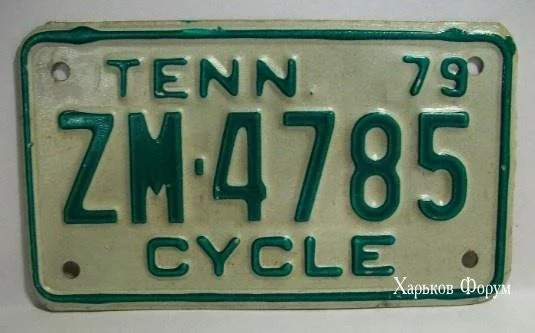 TENN 79
ZM·4785
CYCLE
Харьков Форум